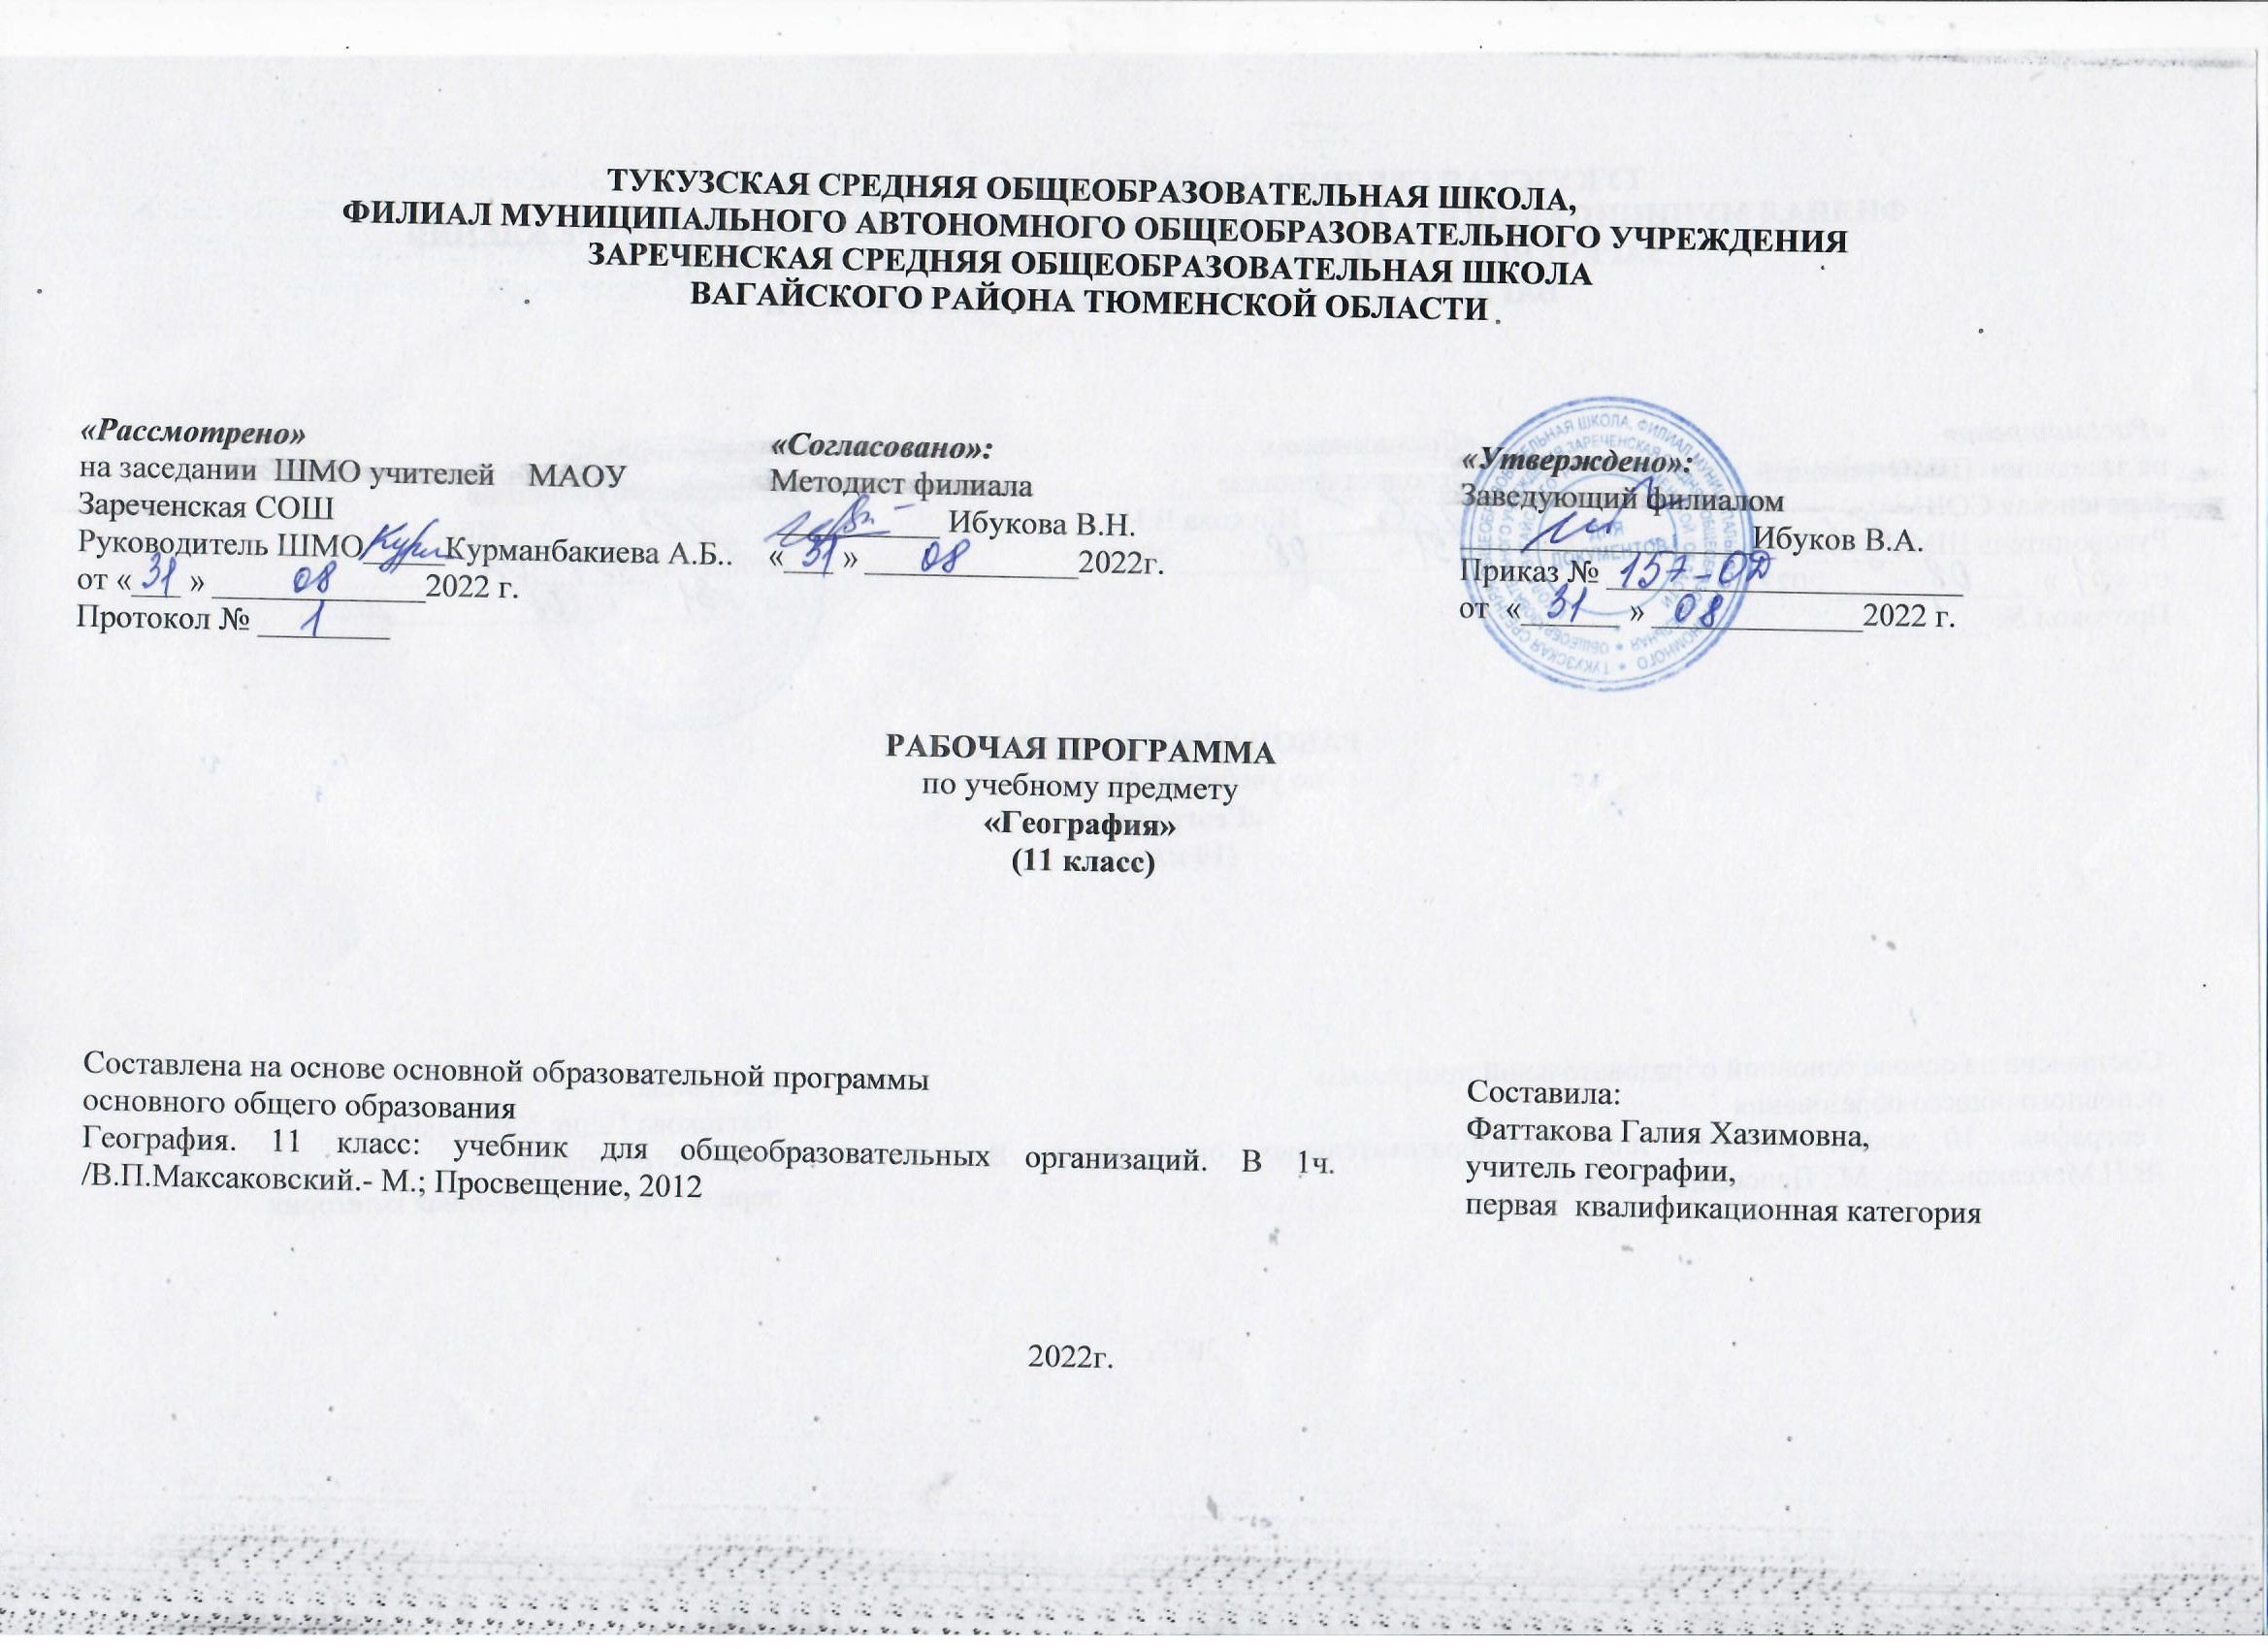 ТУКУЗСКАЯ СРЕДНЯЯ ОБЩЕОБРАЗОВАТЕЛЬНАЯ ШКОЛА,
ФИЛИАЛ МУНИЦИПАЛЬНОГО АВТОНОМНОГО ОБЩЕОБРАЗОВАТЕЛЬНОГО УЧРЕЖДЕНИЯ
ЗАРЕЧЕНСКАЯ СРЕДНЯЯ ОБЩЕОБРАЗОВАТЕЛЬНАЯ ШКОЛА
ВАГАЙСКОГО РАЙОНА ТЮМЕНСКОЙ ОБЛАСТИ
«Рассмотрено»
на заседании ШМО учителей МАОУ
Зареченская СОШ
Руководитель ШМО Курманбакиева А.Б..
от «31» 08 2022 г.
Протокол № 1
«Согласовано»:
Методист филиала
Ибукова В.Н.
«31» 08 2022г.
«Утверждено»:
Заведующий филиалом
Ибуков В.А.
Приказ № 157-ОД
от «31» 08 2022 г.
ДЛЯ
ДОКУМЕНТОВ
РАБОЧАЯ ПРОГРАММА
по учебному предмету
«География»
(11 класс)
Составлена на основе основной образовательной программы
основного общего образования
География. 11 класс: учебник для общеобразовательных организаций. В 1ч.
/В.П.Максаковский.- М.; Просвещение, 2012
Составила:
Фаттакова Галия Хазимовна,
учитель географии,
первая квалификационная категория
2022г.